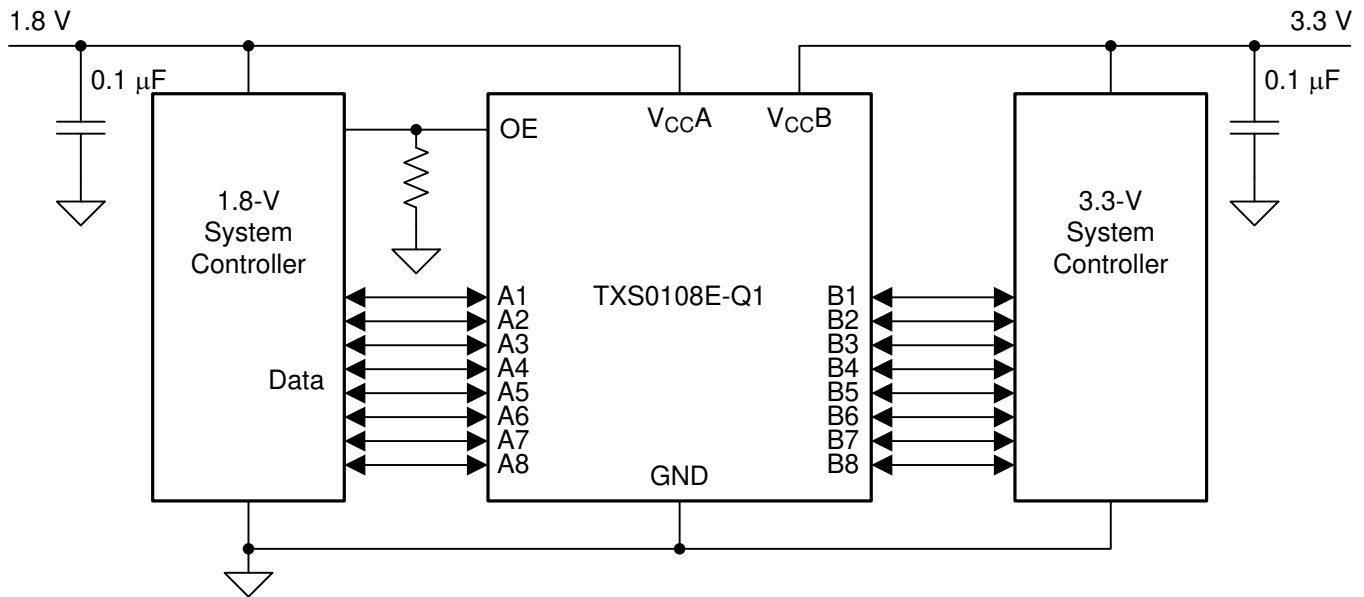 1.8 V
3.3 V
0.1 μF
0.1 μF
VCCA
VCCB
OE
1.8-V
System
Controller
3.3-V
System
Controller
TXS0108E-Q1
Data
A1
A2
A3
A4
A5
A6
A7
A8
B1
B2
B3
B4
B5
B6
B7
B8
GND